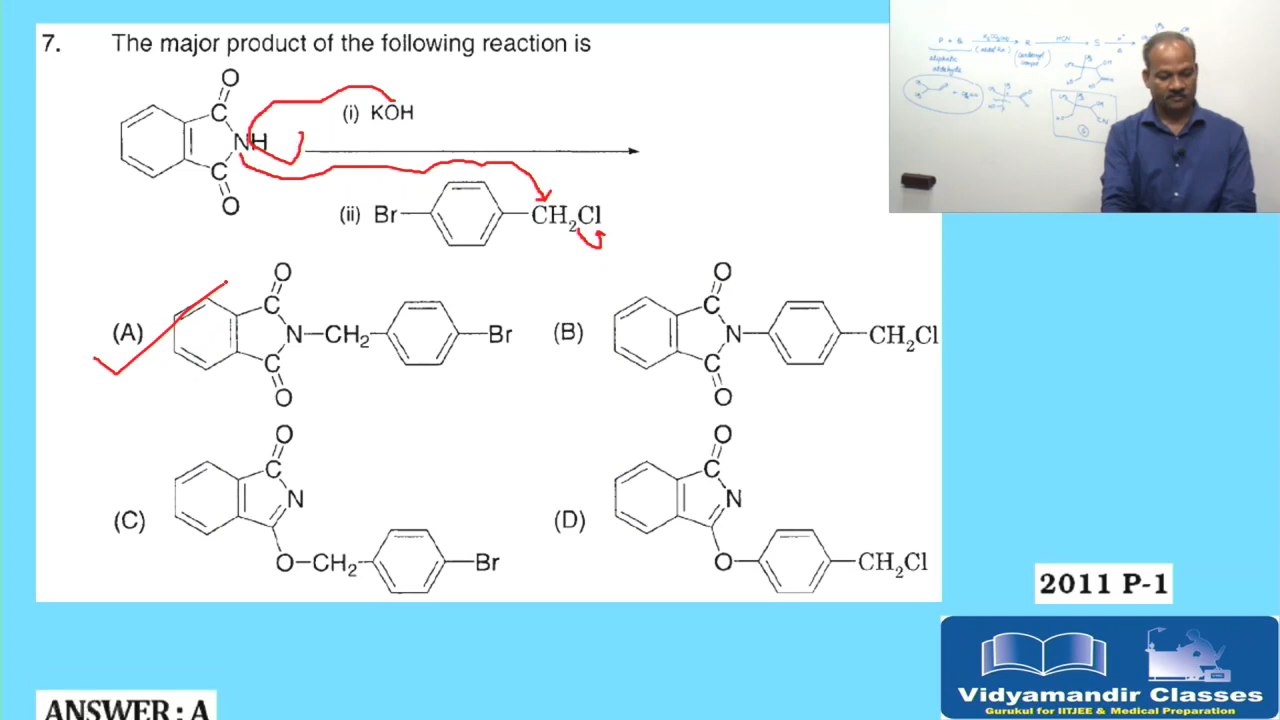 7. The major product of the following reaction is
O
C
NH
C
O
(i) KOH
(ii) Br
CH2Cl
(A)
O
C
N
CH2
Br
C
O
(B)
O
C
N
CH2Cl
C
O
(C)
O
C
N
O
CH2
Br
(D)
O
C
N
O
CH2Cl
2011 P-1
Vidyamandir Classes
Gurukul for IITJEE & Medical Preparation
ANSWER : A